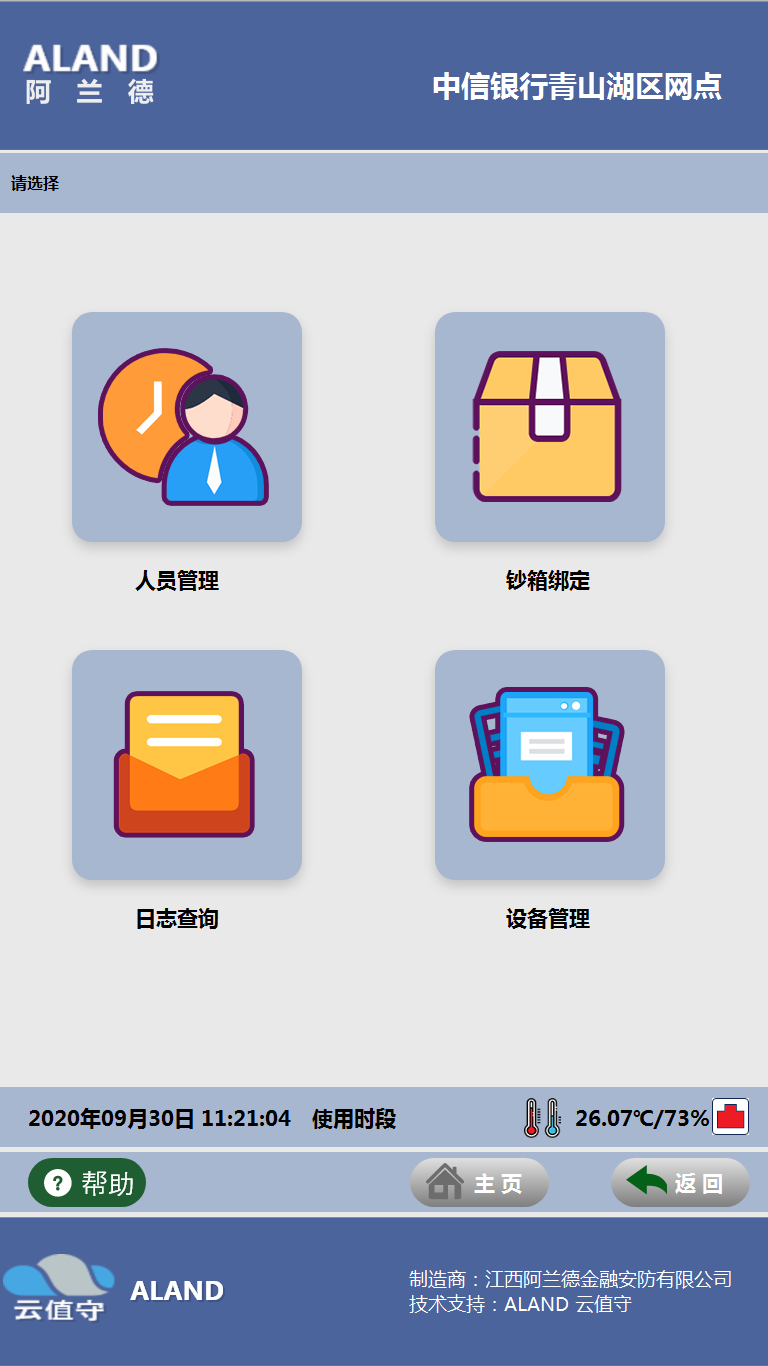 ALAND
阿兰德
中信银行青山湖区网点
请选择
人员管理
钞箱绑定
日志查询
设备管理
2020年09月30日 11:21:04 使用时段
26.07℃/73%
? 帮助
主页
返回
云值守
ALAND
制造商：江西阿兰德金融安防有限公司
技术支持：ALAND 云值守